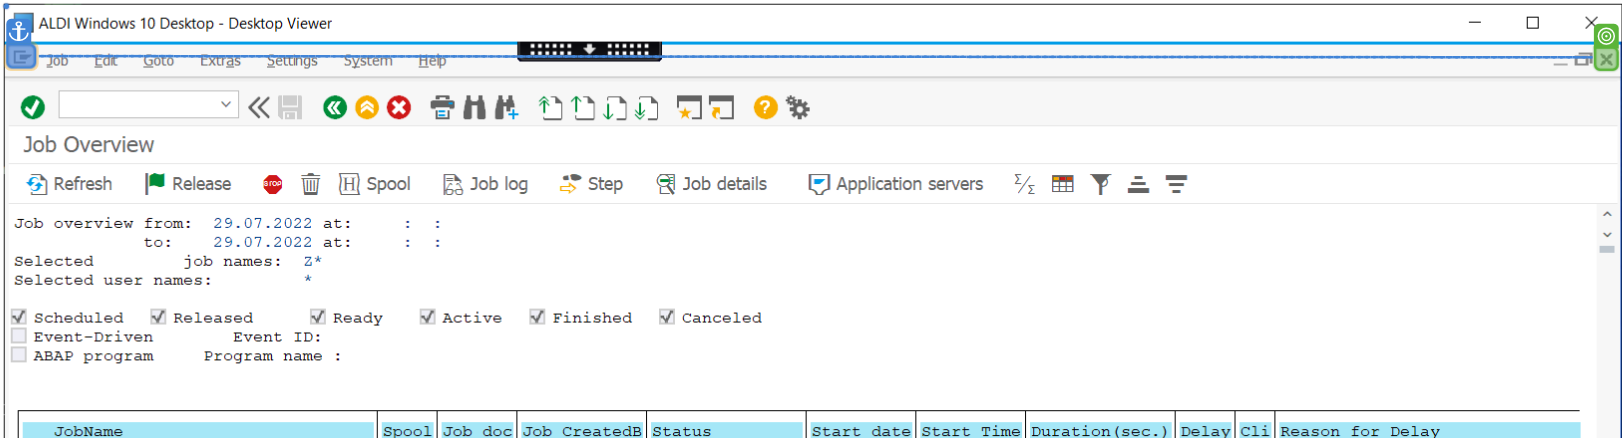 ALDI Windows 10 Desktop - Desktop Viewer
Job Edit Goto Extras Settings System Help
Job Overview
Refresh Release STOP Spool Job log Step Job details Application servers
Job overview from: 29.07.2022 at: : :
to: 29.07.2022 at: : :
Selected job names: Z*
Selected user names: *
Scheduled Released Ready Active Finished Canceled
Event-Driven Event ID:
ABAP program Program name :
JobName Spool Job doc Job CreatedB Status Start date Start Time Duration(sec.) Delay Cli Reason for Delay